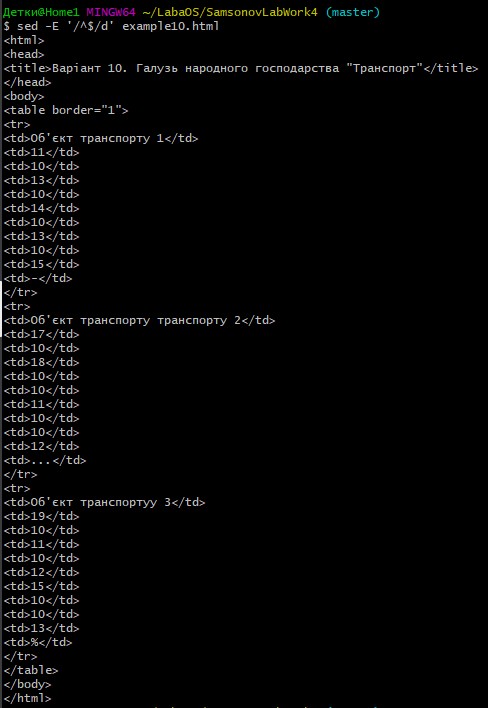 Детки@Home1 MINGW64 ~/LabaOS/SamsonovLabWork4 (master)
$ sed -E '/^$/d' example10.html
<html>
<head>
<title>Варіант 10. Галузь народного господарства "Транспорт"</title>
</head>
<body>
<table border="1">
<tr>
<td>Об'єкт транспорту 1</td>
<td>11</td>
<td>10</td>
<td>13</td>
<td>10</td>
<td>14</td>
<td>10</td>
<td>13</td>
<td>10</td>
<td>15</td>
<td>-</td>
</tr>
<tr>
<td>Об'єкт транспорту транспорту 2</td>
<td>17</td>
<td>10</td>
<td>18</td>
<td>10</td>
<td>10</td>
<td>11</td>
<td>10</td>
<td>10</td>
<td>12</td>
<td>...</td>
</tr>
<tr>
<td>Об'єкт транспортуу 3</td>
<td>19</td>
<td>10</td>
<td>11</td>
<td>10</td>
<td>12</td>
<td>15</td>
<td>10</td>
<td>10</td>
<td>13</td>
<td>%</td>
</tr>
</table>
</body>
</html>